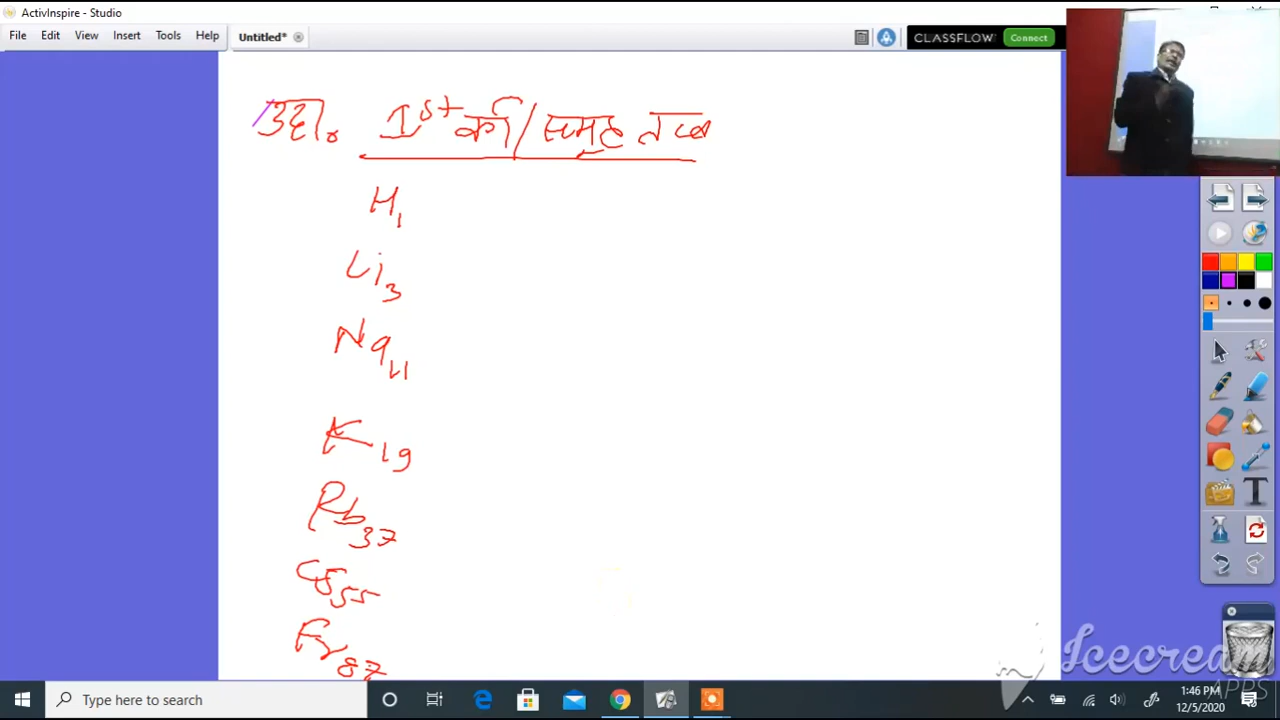 ActivInspire - Studio
File Edit View Insert Tools Help Untitled* CLASSFLOW Connect
उदा. 1st वर्ग / समूह तत्व
H1
Li3
Na11
K19
Rb37
Cs55
Fr87
Icecream
APPS
Type here to search
1:46 PM
12/5/2020